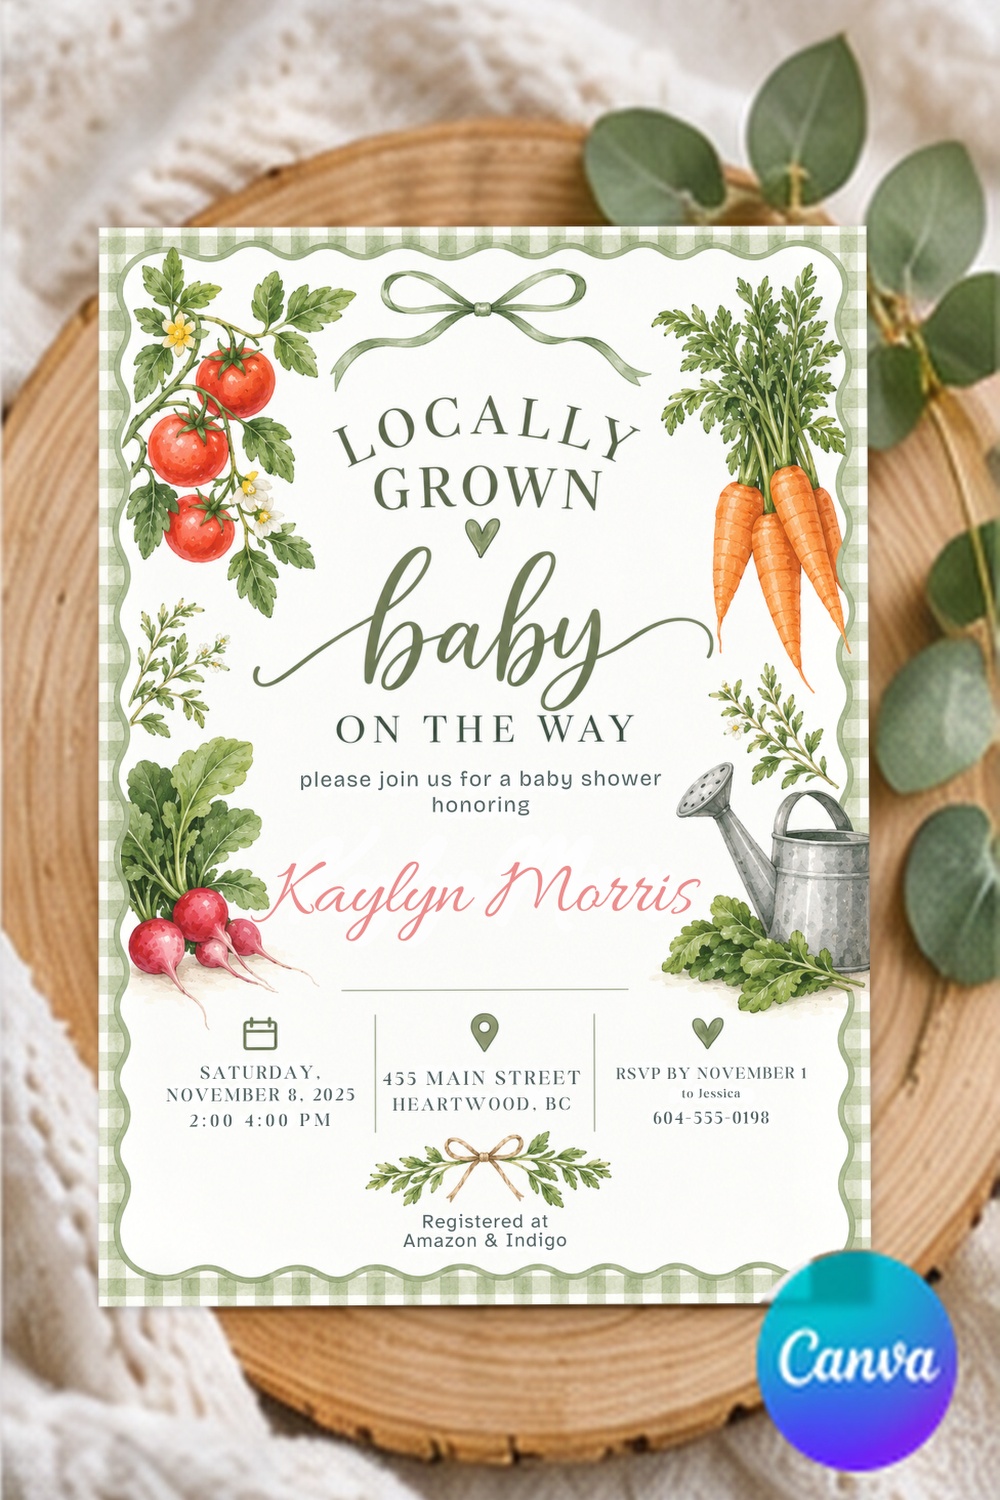 LOCALLY
GROWN
baby
ON THE WAY
please join us for a baby shower
honoring
Kaylyn Morris
SATURDAY,
NOVEMBER 8, 2025
2:00 4:00 PM
455 MAIN STREET
HEARTWOOD, BC
RSVP BY NOVEMBER 1
to Jessica
604-555-0198
Registered at
Amazon & Indigo
Canva